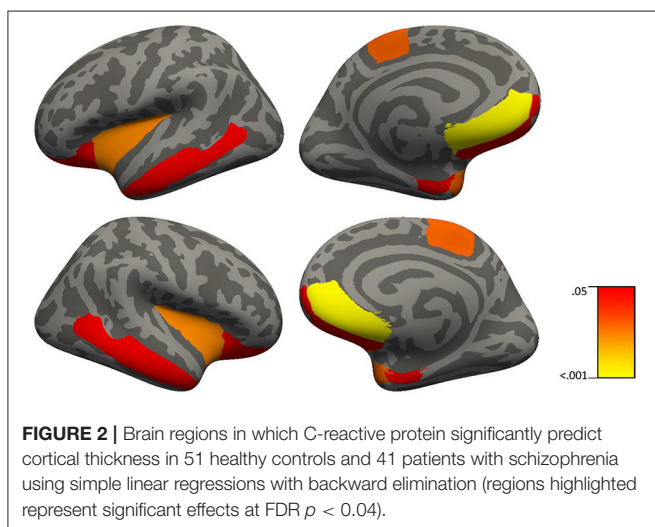 .05
<.001
FIGURE 2 | Brain regions in which C-reactive protein significantly predict
cortical thickness in 51 healthy controls and 41 patients with schizophrenia
using simple linear regressions with backward elimination (regions highlighted
represent significant effects at FDR p < 0.04).